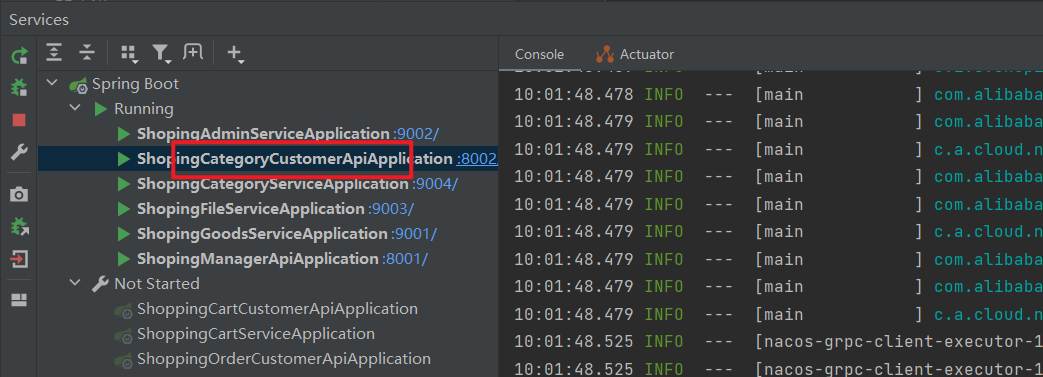 Services
Spring Boot
Running
ShopingAdminServiceApplication :9002/
ShopingCategoryCustomerApiApplication :8002
ShopingCategoryServiceApplication :9004/
ShopingFileServiceApplication :9003/
ShopingGoodsServiceApplication :9001/
ShopingManagerApiApplication :8001/
Not Started
ShoppingCartCustomerApiApplication
ShoppingCartServiceApplication
ShoppingOrderCustomerApiApplication
Console Actuator
10:01:48.478 INFO --- [main ] com.alibaba
10:01:48.479 INFO --- [main ] com.alibaba
10:01:48.479 INFO --- [main ] c.a.cloud.n
10:01:48.479 INFO --- [main ] com.alibaba
10:01:48.479 INFO --- [main ] c.a.cloud.n
10:01:48.479 INFO --- [main ] com.alibaba
10:01:48.479 INFO --- [main ] c.a.cloud.n
10:01:48.479 INFO --- [main ] com.alibaba
10:01:48.479 INFO --- [main ] c.a.cloud.n
10:01:48.525 INFO --- [nacos-grpc-client-executor-1
10:01:48.525 INFO --- [nacos-grpc-client-executor-1